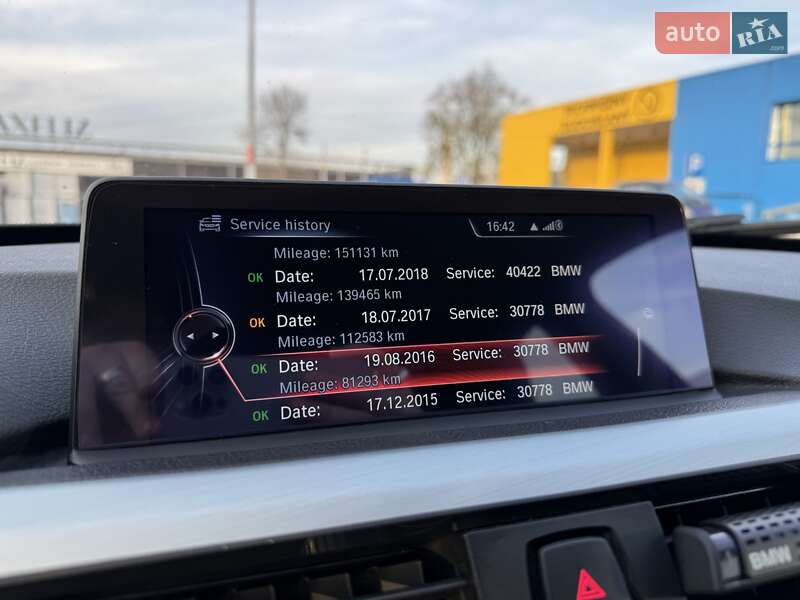 auto RIA
.com
Service history
16:42
Mileage: 151131 km
OK Date: 17.07.2018 Service: 40422 BMW
Mileage: 139465 km
OK Date: 18.07.2017 Service: 30778 BMW
Mileage: 112583 km
OK Date: 19.08.2016 Service: 30778 BMW
Mileage: 81293 km
OK Date: 17.12.2015 Service: 30778 BMW
BMW